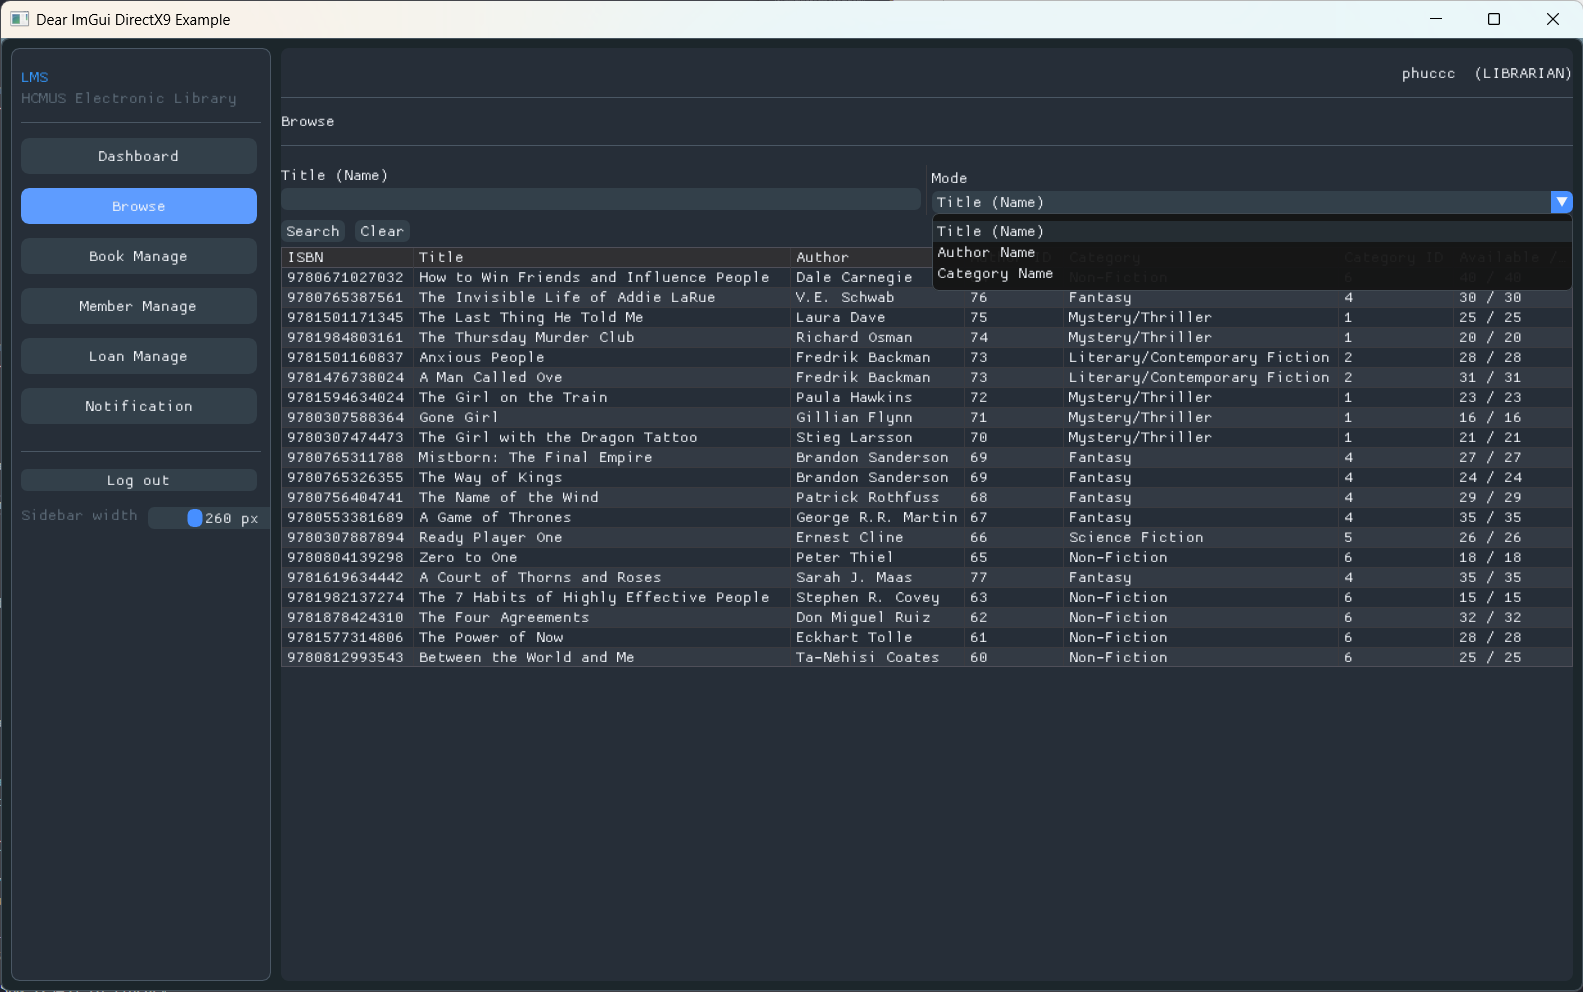 Dear ImGui DirectX9 Example
LMS
HCMUS Electronic Library
Dashboard
Browse
Book Manage
Member Manage
Loan Manage
Notification
Log out
Sidebar width 260 px
phuccc (LIBRARIAN)
Browse
Title (Name)
Mode
Title (Name)
Title (Name)
Author Name
Category Name
Search Clear
ISBN Title Author ID Category Category ID Available /
9780671027032 How to Win Friends and Influence People Dale Carnegie Non-Fiction 6 40 / 40
9780765387561 The Invisible Life of Addie LaRue V.E. Schwab 76 Fantasy 4 30 / 30
9781501171345 The Last Thing He Told Me Laura Dave 75 Mystery/Thriller 1 25 / 25
9781984803161 The Thursday Murder Club Richard Osman 74 Mystery/Thriller 1 20 / 20
9781501160837 Anxious People Fredrik Backman 73 Literary/Contemporary Fiction 2 28 / 28
9781476738024 A Man Called Ove Fredrik Backman 73 Literary/Contemporary Fiction 2 31 / 31
9781594634024 The Girl on the Train Paula Hawkins 72 Mystery/Thriller 1 23 / 23
9780307588364 Gone Girl Gillian Flynn 71 Mystery/Thriller 1 16 / 16
9780307474473 The Girl with the Dragon Tattoo Stieg Larsson 70 Mystery/Thriller 1 21 / 21
9780765311788 Mistborn: The Final Empire Brandon Sanderson 69 Fantasy 4 27 / 27
9780765326355 The Way of Kings Brandon Sanderson 69 Fantasy 4 24 / 24
9780756404741 The Name of the Wind Patrick Rothfuss 68 Fantasy 4 29 / 29
9780553381689 A Game of Thrones George R.R. Martin 67 Fantasy 4 35 / 35
9780307887894 Ready Player One Ernest Cline 66 Science Fiction 5 26 / 26
9780804139298 Zero to One Peter Thiel 65 Non-Fiction 6 18 / 18
9781619634442 A Court of Thorns and Roses Sarah J. Maas 77 Fantasy 4 35 / 35
9781982137274 The 7 Habits of Highly Effective People Stephen R. Covey 63 Non-Fiction 6 15 / 15
9781878424310 The Four Agreements Don Miguel Ruiz 62 Non-Fiction 6 32 / 32
9781577314806 The Power of Now Eckhart Tolle 61 Non-Fiction 6 28 / 28
9780812993543 Between the World and Me Ta-Nehisi Coates 60 Non-Fiction 6 25 / 25